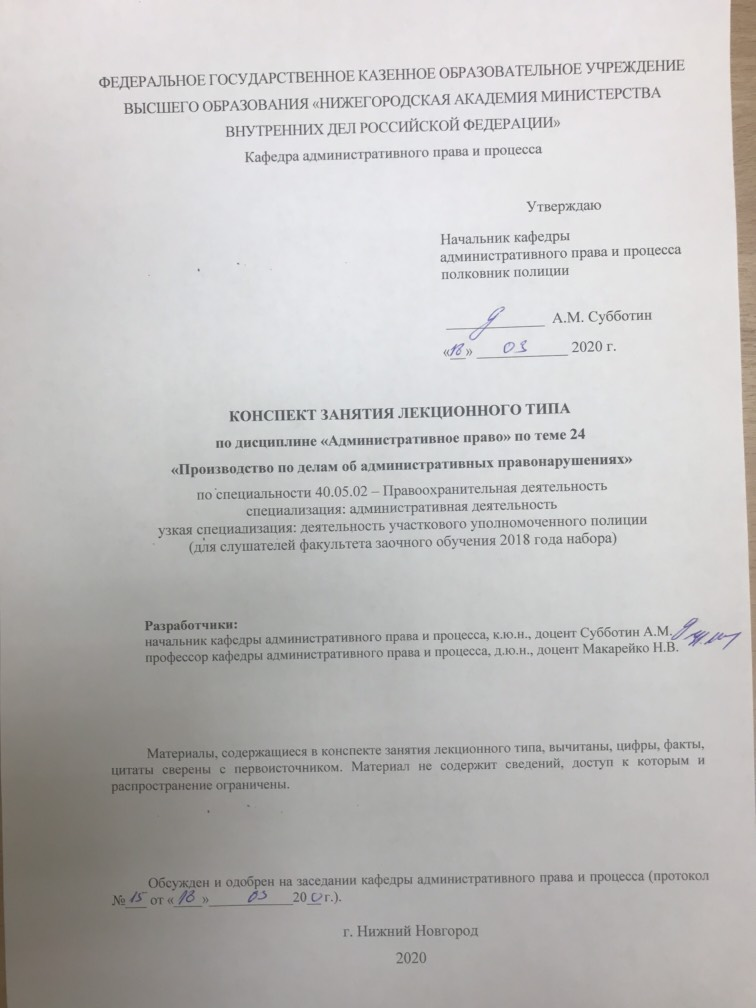 ФЕДЕРАЛЬНОЕ ГОСУДАРСТВЕННОЕ КАЗЕННОЕ ОБРАЗОВАТЕЛЬНОЕ УЧРЕЖДЕНИЕ
ВЫСШЕГО ОБРАЗОВАНИЯ «НИЖЕГОРОДСКАЯ АКАДЕМИЯ МИНИСТЕРСТВА
ВНУТРЕННИХ ДЕЛ РОССИЙСКОЙ ФЕДЕРАЦИИ»
Кафедра административного права и процесса
Утверждаю
Начальник кафедры
административного права и процесса
полковник полиции
А.М. Субботин
«18» 03 2020 г.
КОНСПЕКТ ЗАНЯТИЯ ЛЕКЦИОННОГО ТИПА
по дисциплине «Административное право» по теме 24
«Производство по делам об административных правонарушениях»
по специальности 40.05.02 – Правоохранительная деятельность
специализация: административная деятельность
узкая специализация: деятельность участкового уполномоченного полиции
(для слушателей факультета заочного обучения 2018 года набора)
Разработчики:
начальник кафедры административного права и процесса, к.ю.н., доцент Субботин А.М.
профессор кафедры административного права и процесса, д.ю.н., доцент Макарейко Н.В.
Материалы, содержащиеся в конспекте занятия лекционного типа, вычитаны, цифры, факты,
цитаты сверены с первоисточником. Материал не содержит сведений, доступ к которым и
распространение ограничены.
Обсужден и одобрен на заседании кафедры административного права и процесса (протокол
№ 15 от «18» 03 20 0 г.).
г. Нижний Новгород
2020